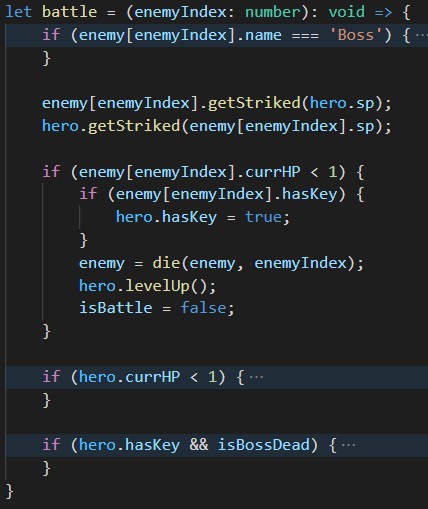 let battle = (enemyIndex: number): void => {
    if (enemy[enemyIndex].name === 'Boss') {···
    }

    enemy[enemyIndex].getStriked(hero.sp);
    hero.getStriked(enemy[enemyIndex].sp);

    if (enemy[enemyIndex].currHP < 1) {
        if (enemy[enemyIndex].hasKey) {
            hero.hasKey = true;
        }
        enemy = die(enemy, enemyIndex);
        hero.levelUp();
        isBattle = false;
    }

    if (hero.currHP < 1) {···
    }

    if (hero.hasKey && isBossDead) {···
    }
}